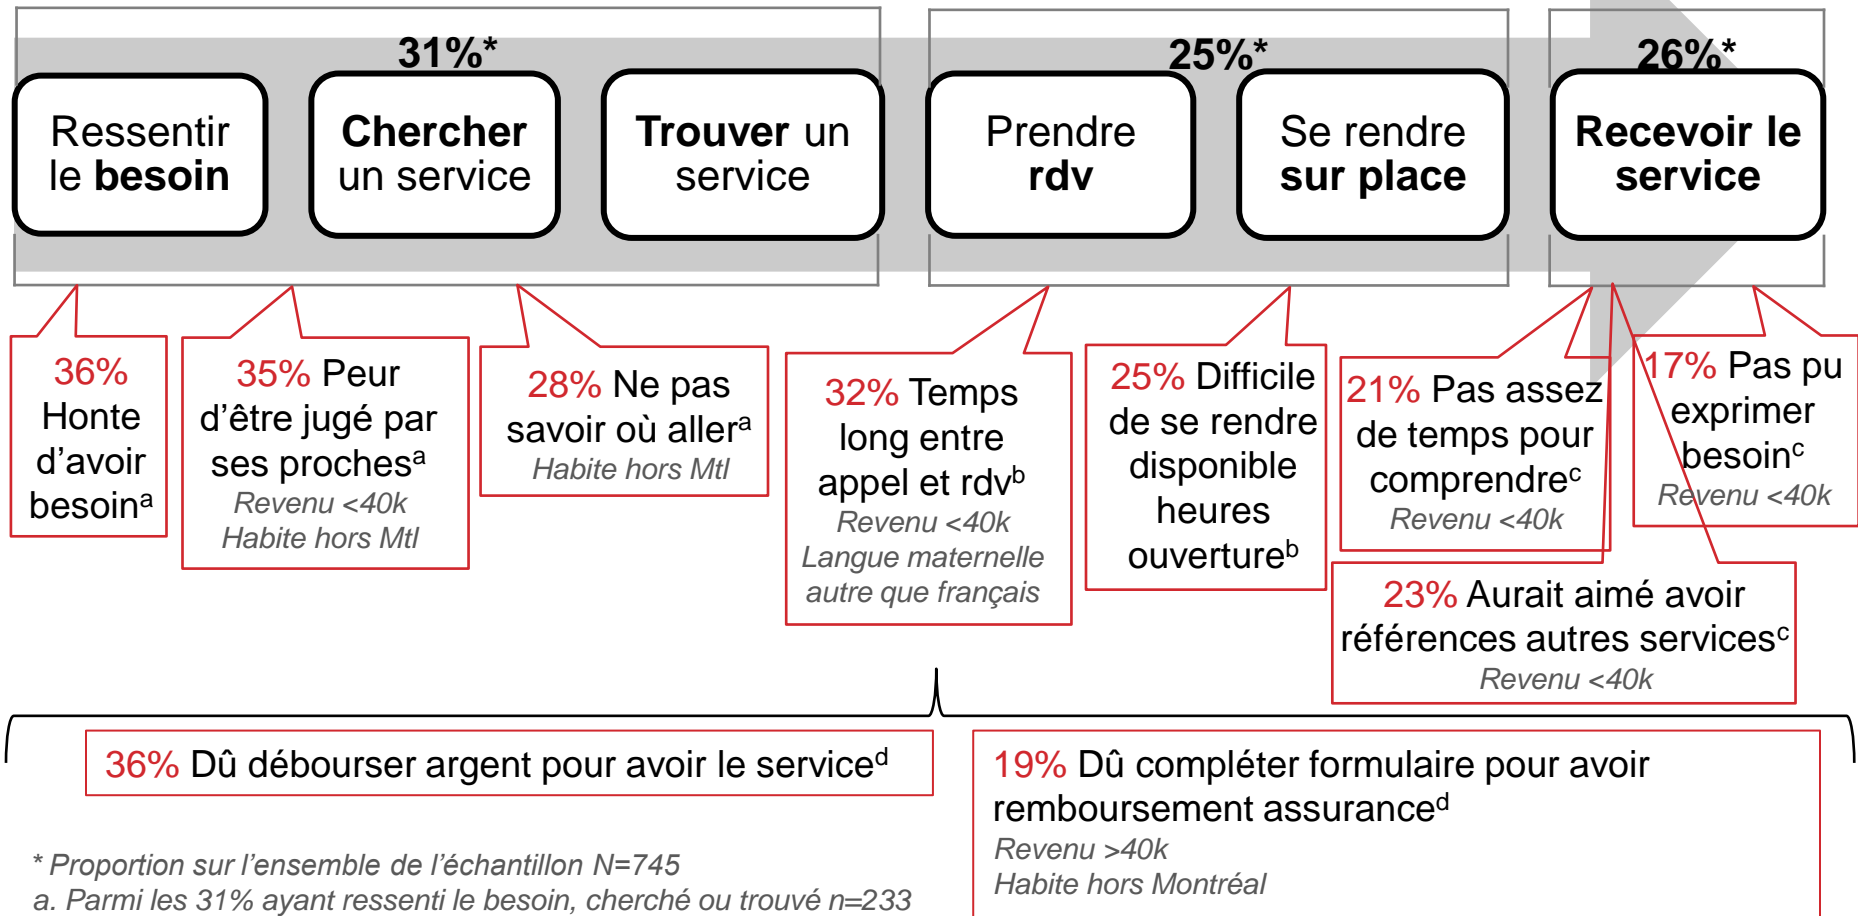 31%*
25%*
26%*
Ressentir
le besoin
Chercher
un service
Trouver un
service
Prendre
rdv
Se rendre
sur place
Recevoir le
service
36%
Honte
d'avoir
besoinᵃ
35% Peur
d'être jugé par
ses prochesᵃ
Revenu <40k
Habite hors Mtl
28% Ne pas
savoir où allerᵃ
Habite hors Mtl
32% Temps
long entre
appel et rdvᵇ
Revenu <40k
Langue maternelle
autre que français
25% Difficile
de se rendre
disponible
heures
ouvertureᵇ
21% Pas assez
de temps pour
comprendreᶜ
Revenu <40k
17% Pas pu
exprimer
besoinᶜ
Revenu <40k
23% Aurait aimé avoir
références autres servicesᶜ
Revenu <40k
36% Dû débourser argent pour avoir le serviceᵈ
19% Dû compléter formulaire pour avoir
remboursement assuranceᵈ
Revenu >40k
Habite hors Montréal
* Proportion sur l'ensemble de l'échantillon N=745
a. Parmi les 31% ayant ressenti le besoin, cherché ou trouvé n=233